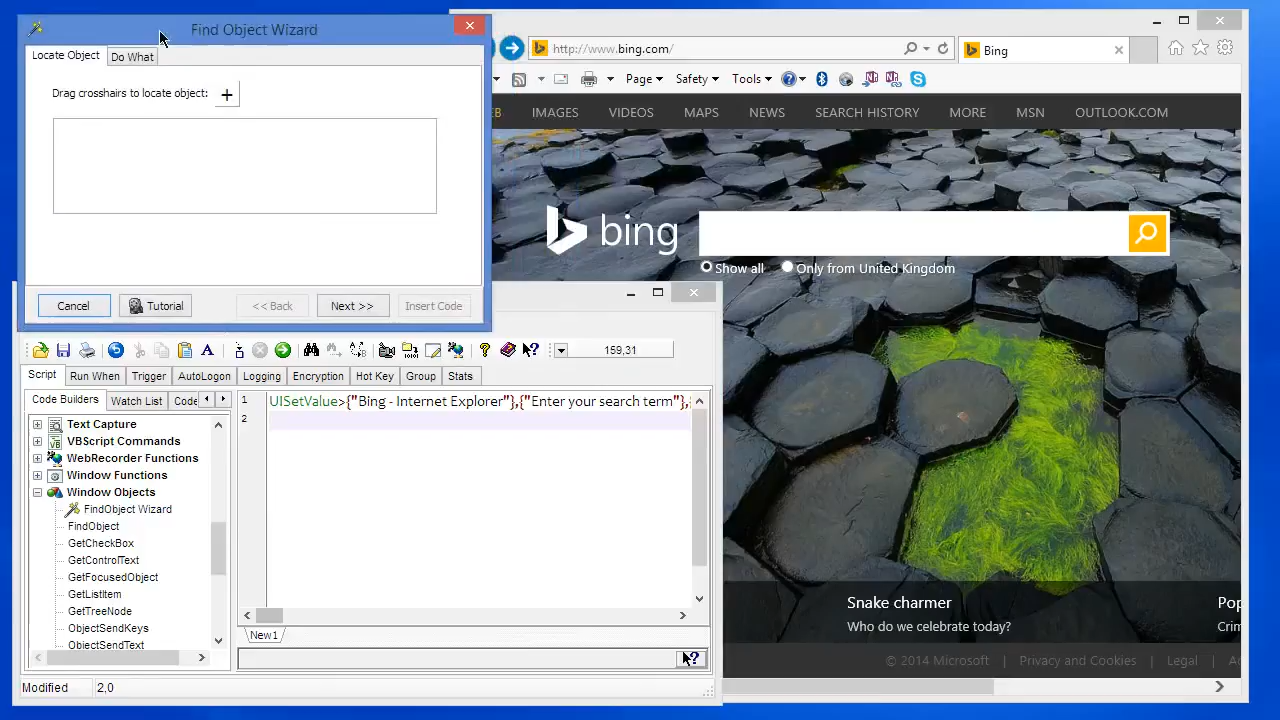 Find Object Wizard
Locate Object
Do What
Drag crosshairs to locate object:
Cancel
Tutorial
<< Back
Next >>
Insert Code
http://www.bing.com/
Bing
Page
Safety
Tools
IMAGES
VIDEOS
MAPS
NEWS
SEARCH HISTORY
MORE
MSN
OUTLOOK.COM
bing
Show all
Only from United Kingdom
159,31
Script
Run When
Trigger
AutoLogon
Logging
Encryption
Hot Key
Group
Stats
Code Builders
Watch List
Code
1
UISetValue>{"Bing - Internet Explorer"},{"Enter your search term"},
2
Text Capture
VBScript Commands
WebRecorder Functions
Window Functions
Window Objects
FindObject Wizard
FindObject
GetCheckBox
GetControlText
GetFocusedObject
GetListItem
GetTreeNode
ObjectSendKeys
ObjectSendText
New1
Modified
2,0
Snake charmer
Who do we celebrate today?
Pop
Crim
© 2014 Microsoft
Privacy and Cookies
Legal